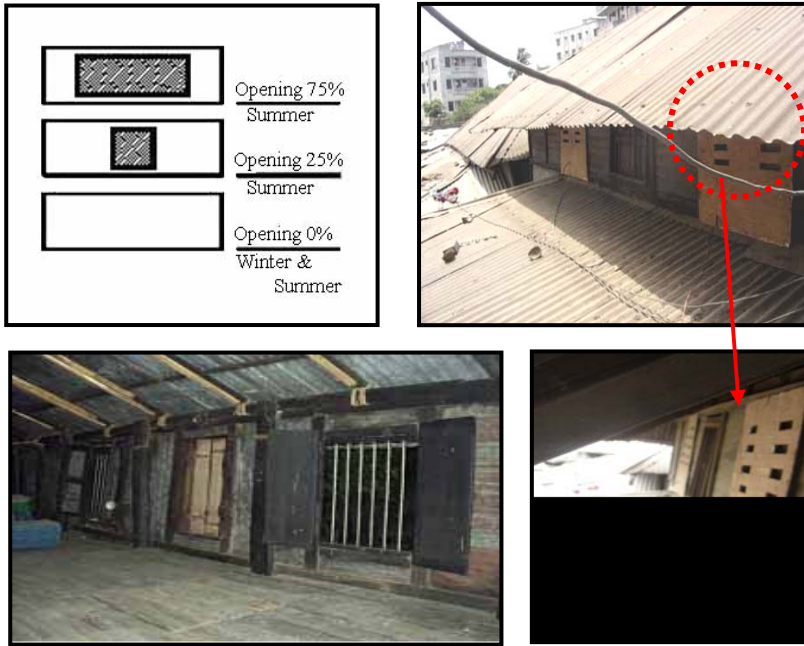 Opening 75%
Summer
Opening 25%
Summer
Opening 0%
Winter &
Summer